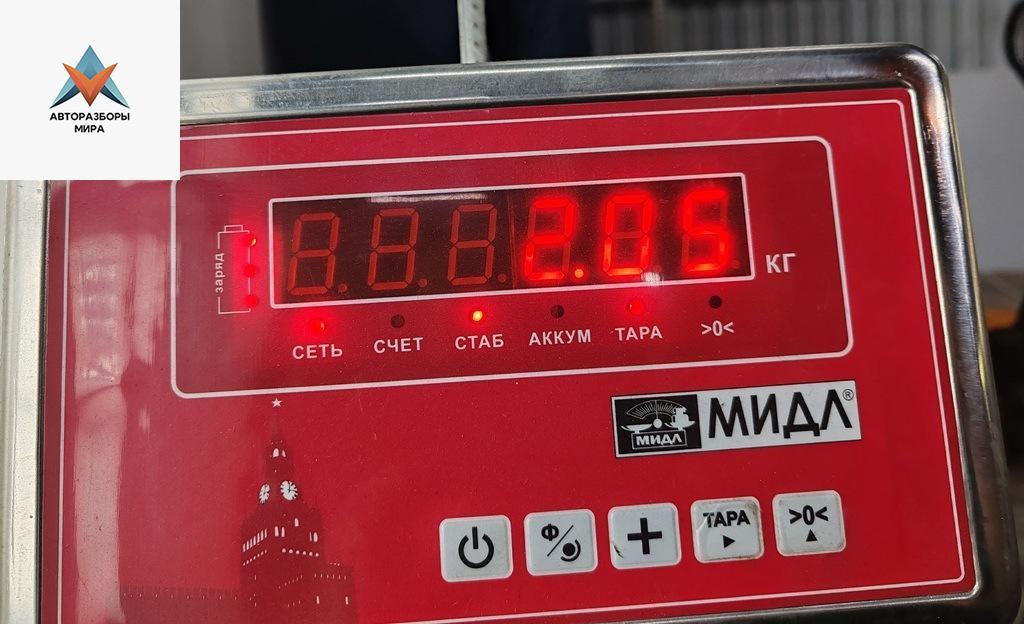 АВТОРАЗБОРЫ
МИРА
заряд
2.05
КГ
СЕТЬ СЧЕТ СТАБ АККУМ ТАРА >0<
МИДЛ МИДЛ®
Ф
ТАРА >0<